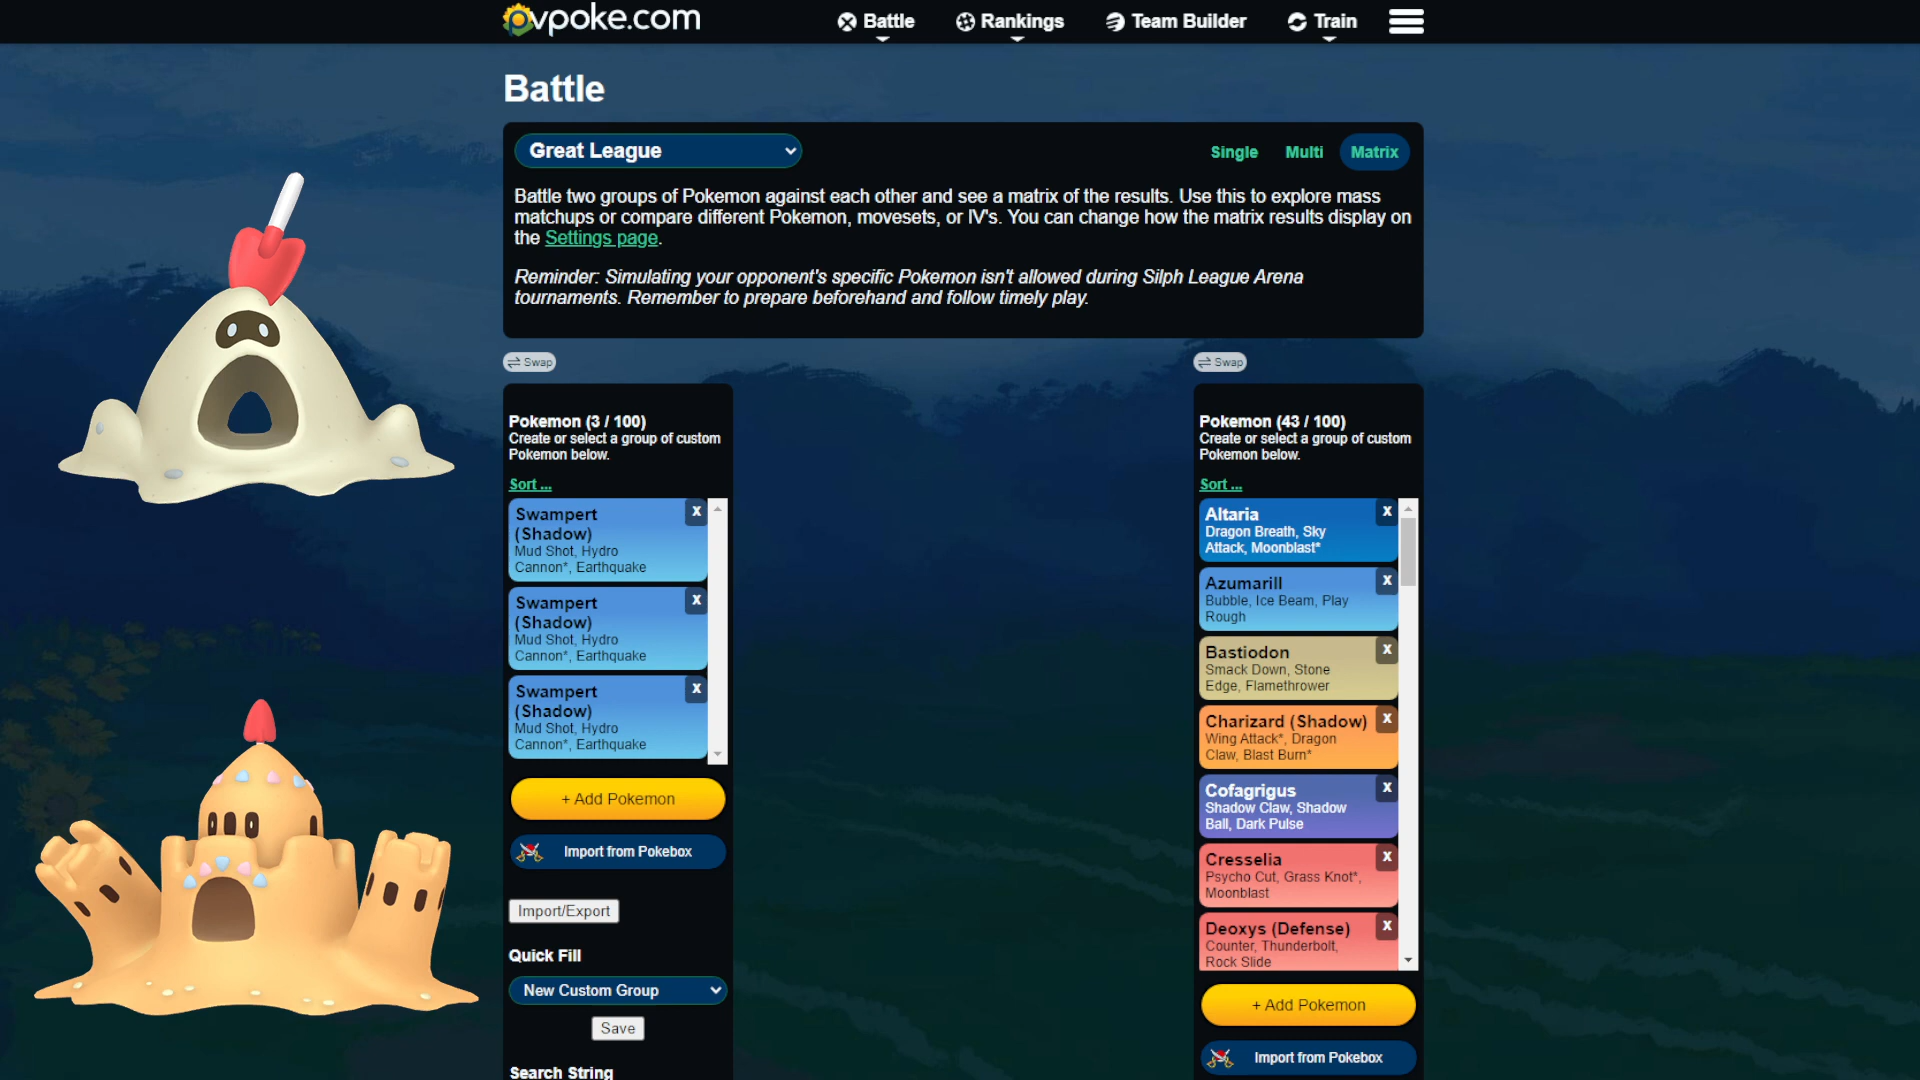 pvpoke.com
Battle
Rankings
Team Builder
Train
Battle
Great League
Single
Multi
Matrix
Battle two groups of Pokemon against each other and see a matrix of the results. Use this to explore mass
matchups or compare different Pokemon, movesets, or IV's. You can change how the matrix results display on
the Settings page.
Reminder: Simulating your opponent's specific Pokemon isn't allowed during Silph League Arena
tournaments. Remember to prepare beforehand and follow timely play.
Swap
Pokemon (3 / 100)
Create or select a group of custom
Pokemon below.
Sort ...
Swampert
(Shadow)
X
Mud Shot, Hydro
Cannon*, Earthquake
Swampert
(Shadow)
X
Mud Shot, Hydro
Cannon*, Earthquake
Swampert
(Shadow)
X
Mud Shot, Hydro
Cannon*, Earthquake
+ Add Pokemon
Import from Pokebox
Import/Export
Quick Fill
New Custom Group
Save
Search String
Swap
Pokemon (43 / 100)
Create or select a group of custom
Pokemon below.
Sort ...
Altaria
X
Dragon Breath, Sky
Attack, Moonblast*
Azumarill
X
Bubble, Ice Beam, Play
Rough
Bastiodon
X
Smack Down, Stone
Edge, Flamethrower
Charizard (Shadow)
X
Wing Attack*, Dragon
Claw, Blast Burn*
Cofagrigus
X
Shadow Claw, Shadow
Ball, Dark Pulse
Cresselia
X
Psycho Cut, Grass Knot*,
Moonblast
Deoxys (Defense)
X
Counter, Thunderbolt,
Rock Slide
+ Add Pokemon
Import from Pokebox